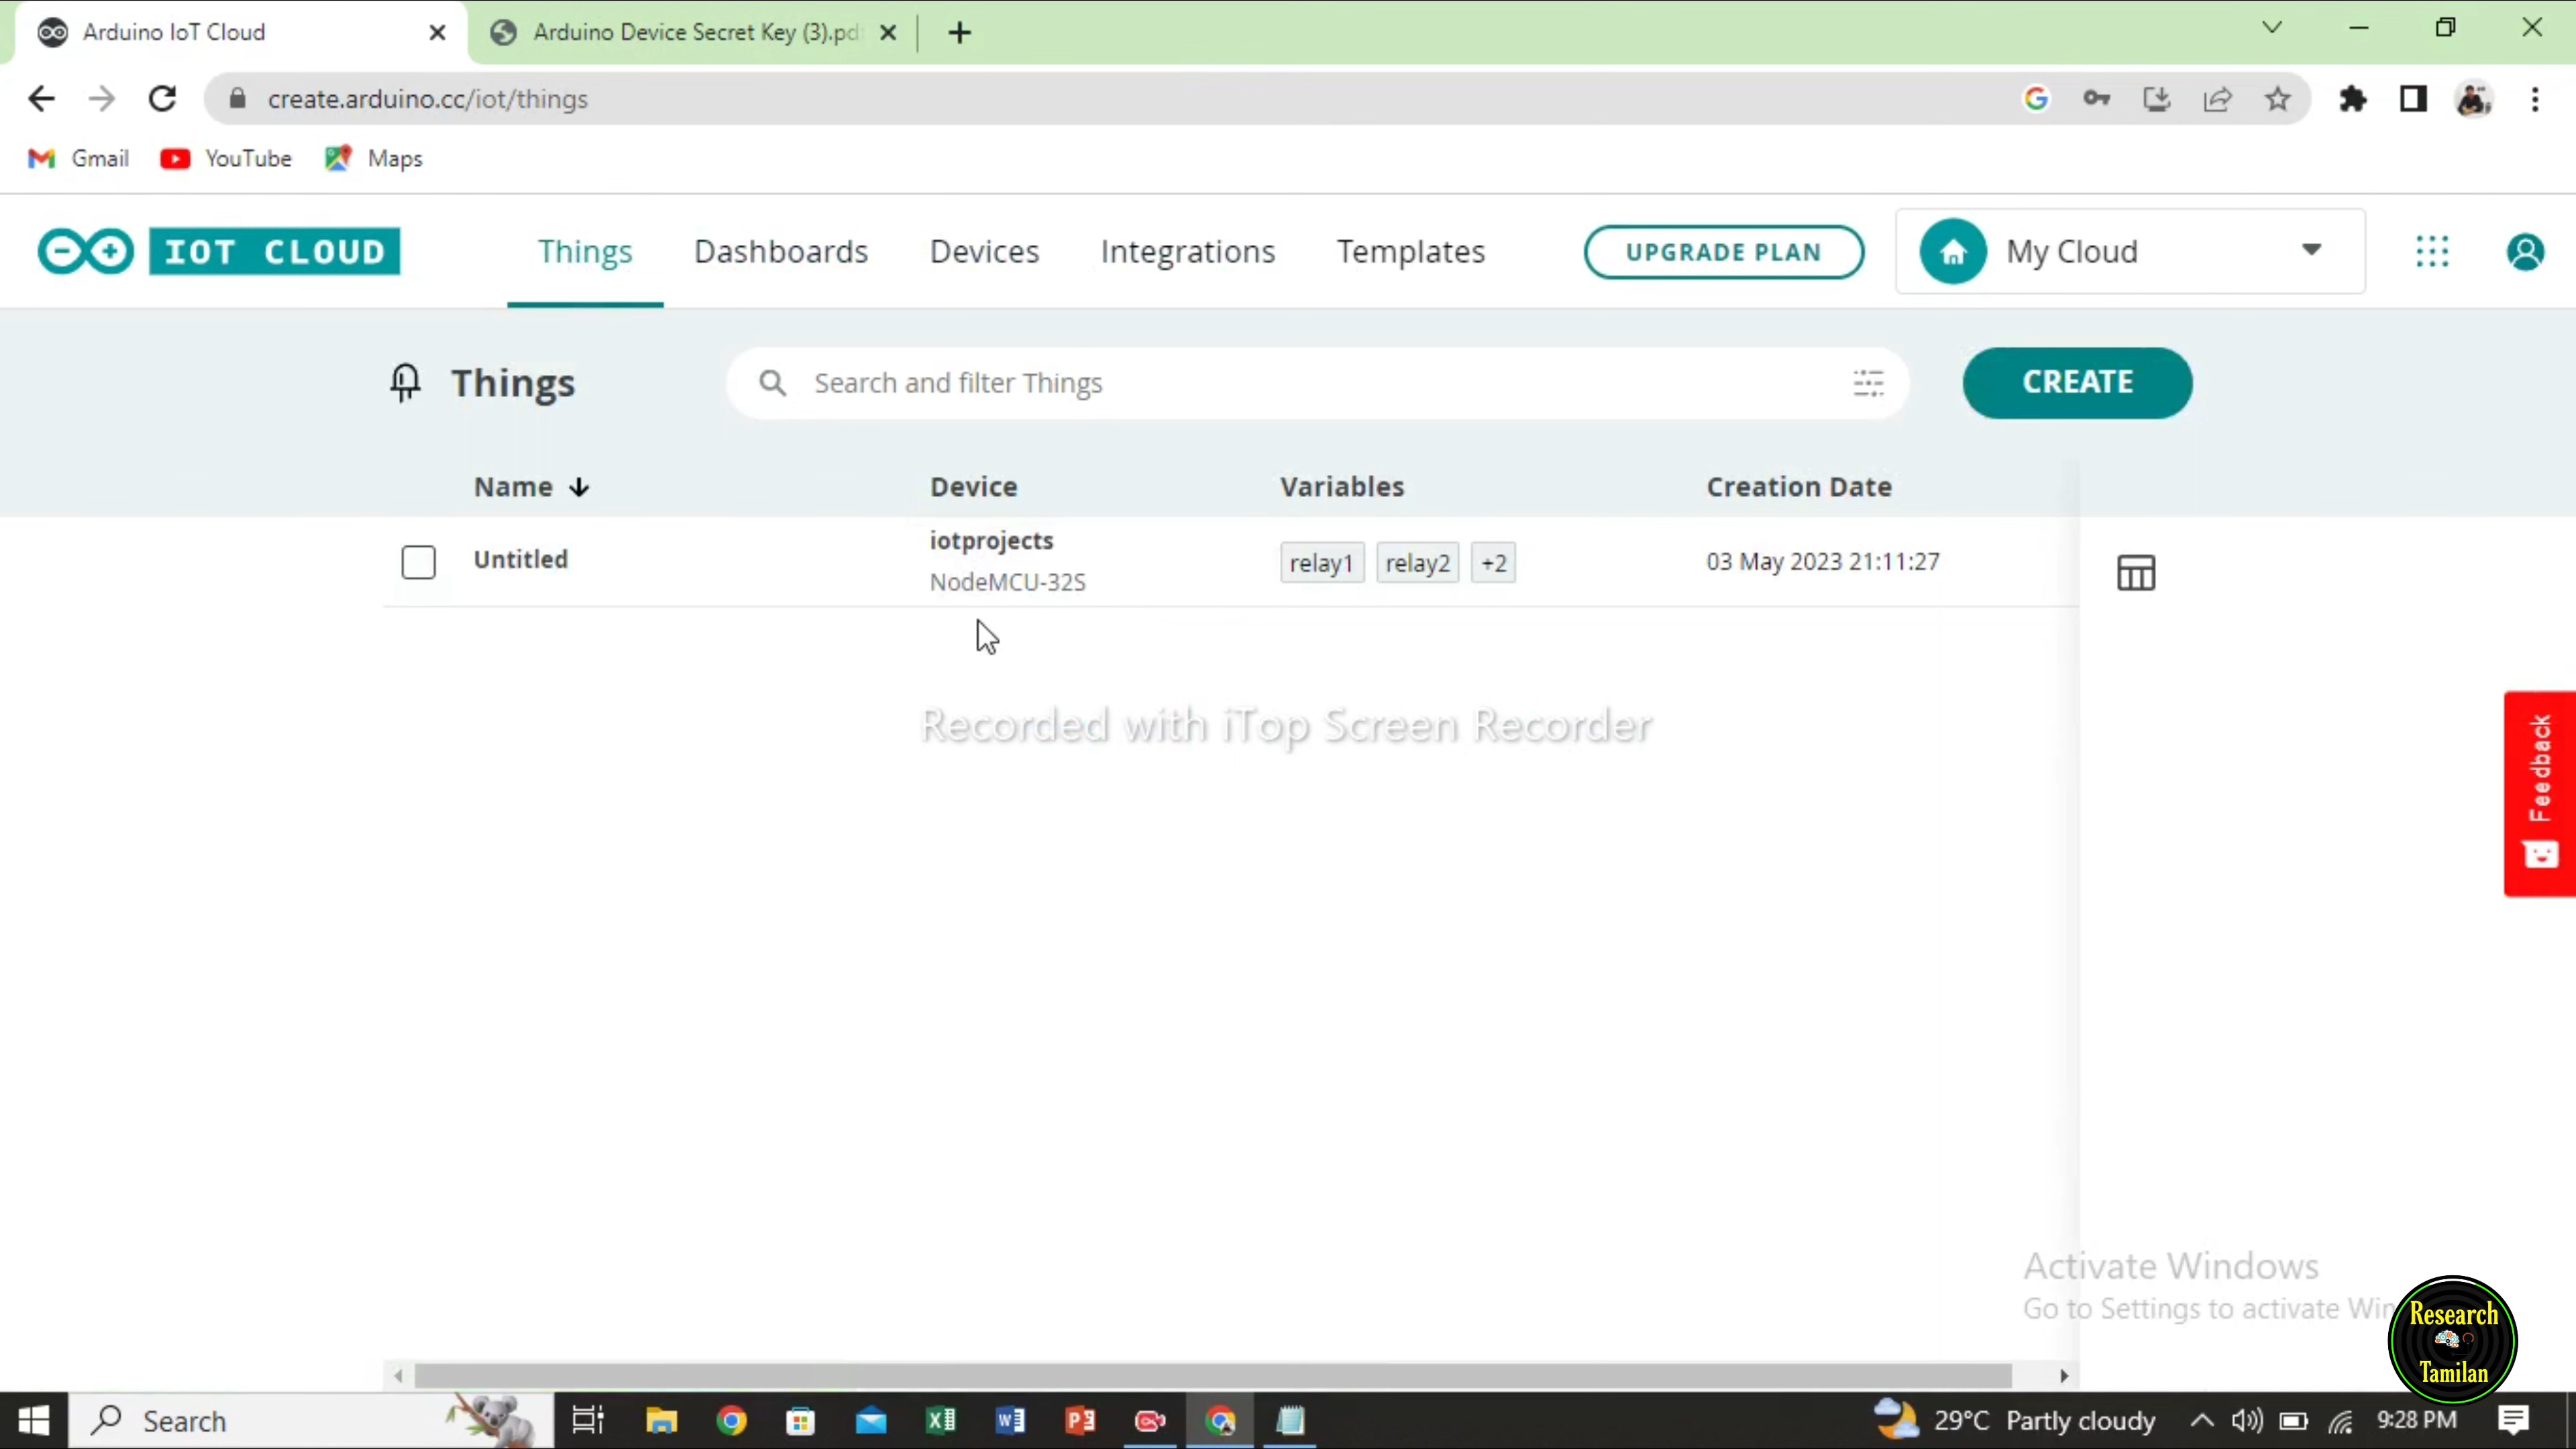 Arduino IoT Cloud
Arduino Device Secret Key (3).pd
create.arduino.cc/iot/things
Gmail YouTube Maps
IOT CLOUD Things Dashboards Devices Integrations Templates UPGRADE PLAN My Cloud
Things Search and filter Things CREATE
Name Device Variables Creation Date
Untitled iotprojects relay1 relay2 +2 03 May 2023 21:11:27
NodeMCU-32S
Recorded with iTop Screen Recorder
Feedback
Activate Windows
Go to Settings to activate Win
Research
Tamilan
Search 29°C Partly cloudy 9:28 PM